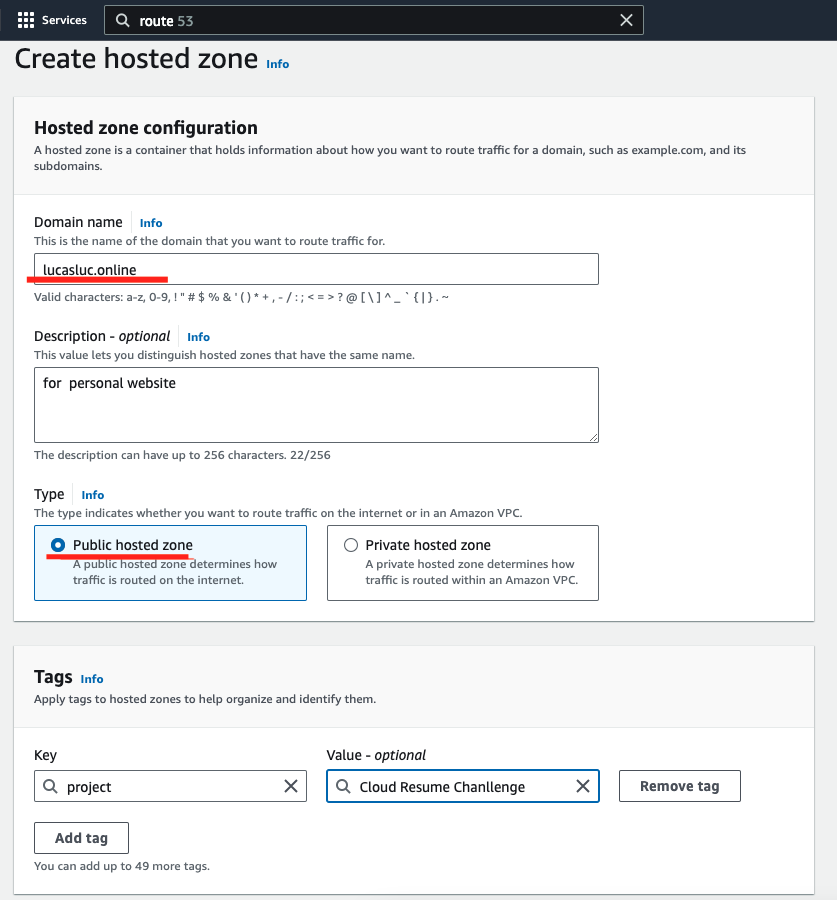 Services
route 53
Create hosted zone Info
Hosted zone configuration
A hosted zone is a container that holds information about how you want to route traffic for a domain, such as example.com, and its
subdomains.
Domain name Info
This is the name of the domain that you want to route traffic for.
lucasluc.online
Valid characters: a-z, 0-9, ! " # $ % & ' ( ) * + , - / : ; < = > ? @ [ \ ] ^ _ ` { | } . ~
Description - optional Info
This value lets you distinguish hosted zones that have the same name.
for  personal website
The description can have up to 256 characters. 22/256
Type Info
The type indicates whether you want to route traffic on the internet or in an Amazon VPC.
Public hosted zone
A public hosted zone determines how
traffic is routed on the internet.
Private hosted zone
A private hosted zone determines how
traffic is routed within an Amazon VPC.
Tags Info
Apply tags to hosted zones to help organize and identify them.
Key
Value - optional
project
Cloud Resume Chanllenge
Remove tag
Add tag
You can add up to 49 more tags.